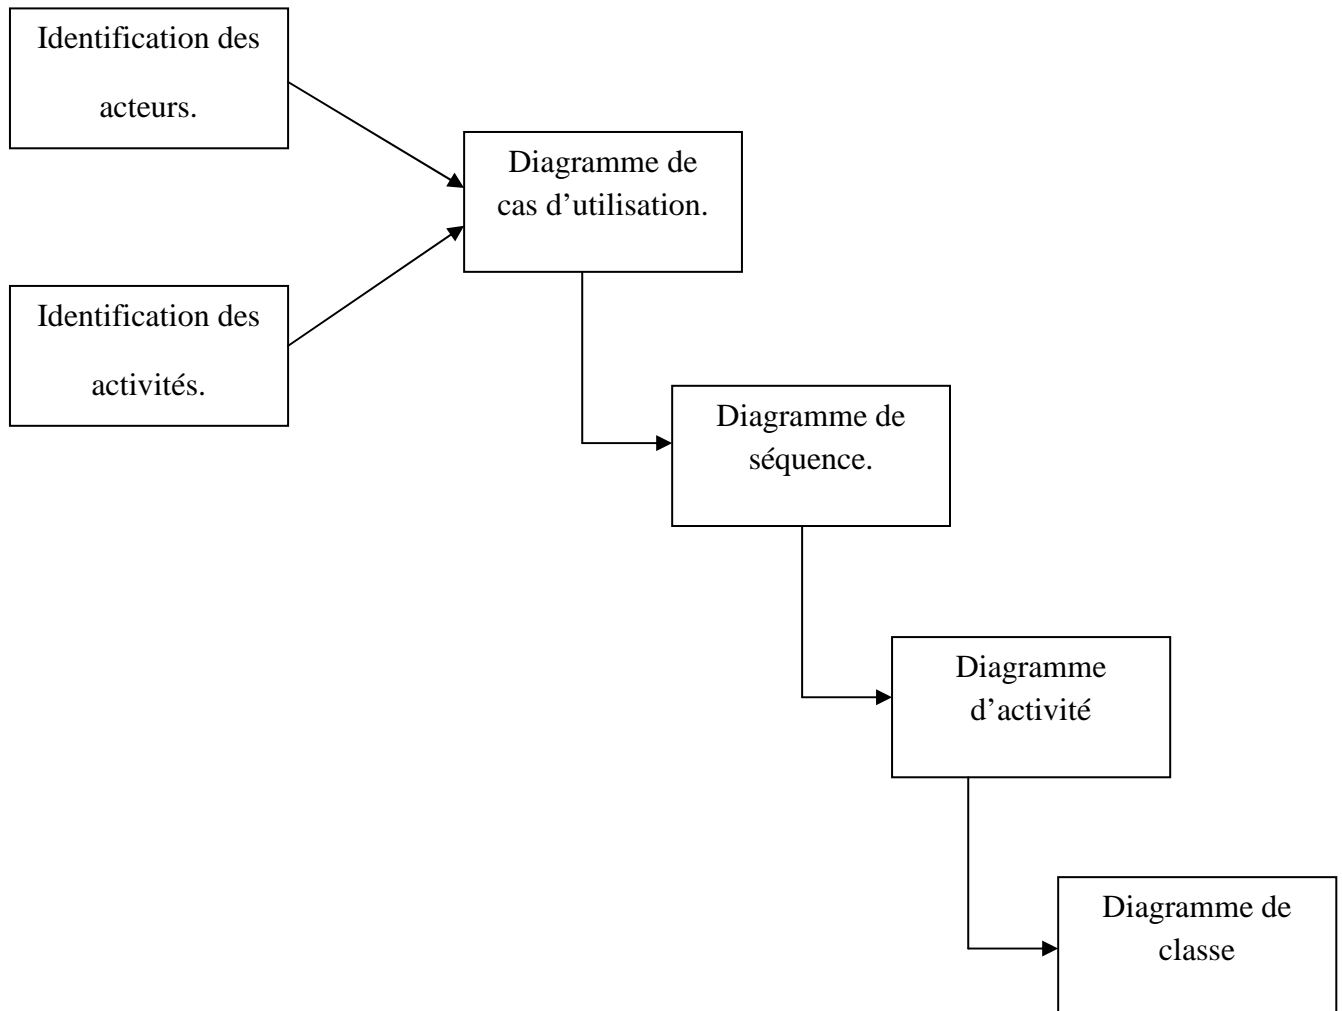 Identification des
acteurs.
Diagramme de
cas d’utilisation.
Identification des
activités.
Diagramme de
séquence.
Diagramme
d’activité
Diagramme de
classe